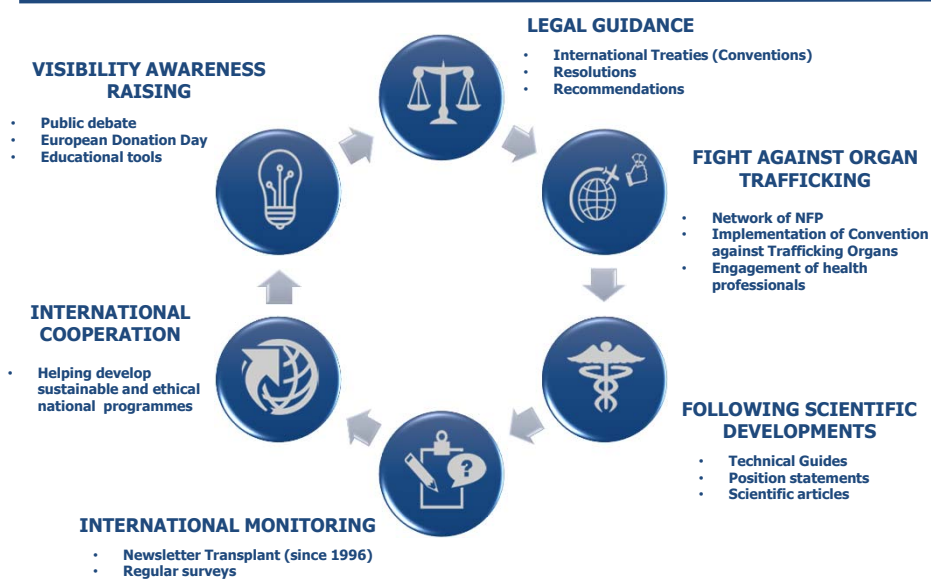 LEGAL GUIDANCE
• International Treaties (Conventions)
• Resolutions
• Recommendations
FIGHT AGAINST ORGAN
TRAFFICKING
• Network of NFP
• Implementation of Convention
against Trafficking Organs
• Engagement of health
professionals
FOLLOWING SCIENTIFIC
DEVELOPMENTS
• Technical Guides
• Position statements
• Scientific articles
INTERNATIONAL MONITORING
• Newsletter Transplant (since 1996)
• Regular surveys
INTERNATIONAL
COOPERATION
• Helping develop
sustainable and ethical
national programmes
VISIBILITY AWARENESS
RAISING
• Public debate
• European Donation Day
• Educational tools
?